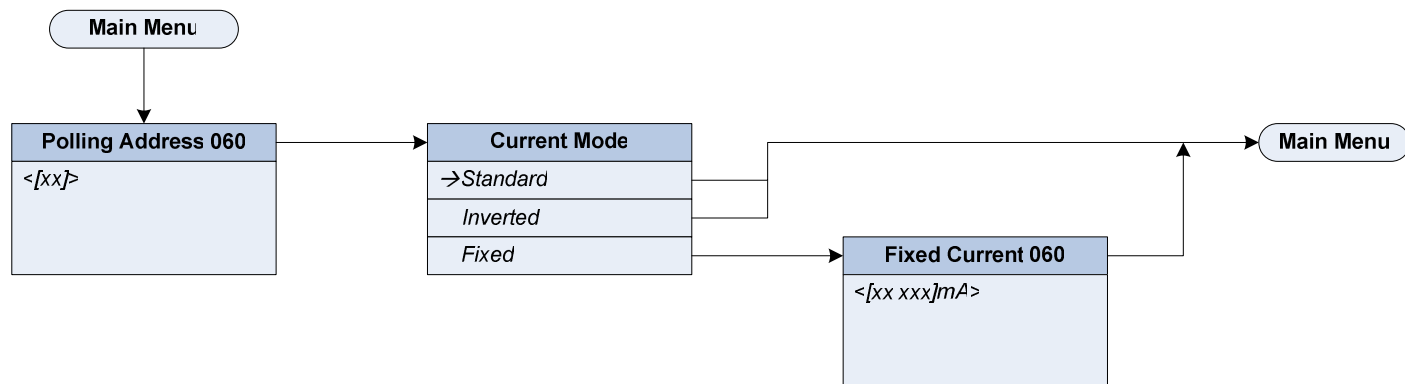 Main Menu
Polling Address 060
<[xx]>
Current Mode
→Standard
Inverted
Fixed
Main Menu
Fixed Current 060
<[xx xxx]mA>